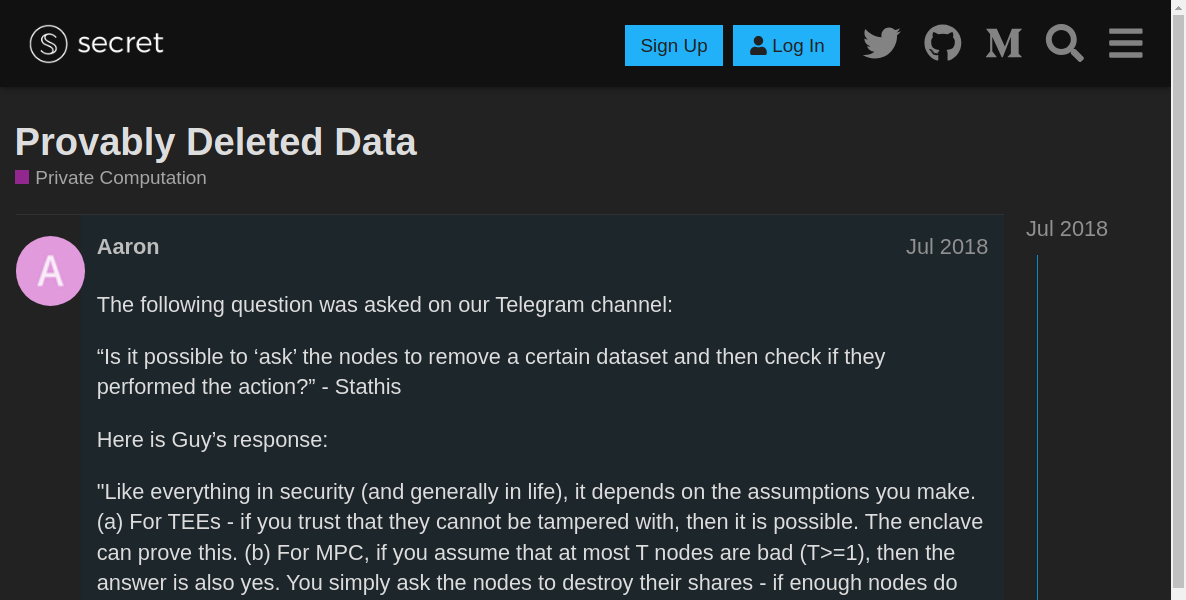 secret
Sign Up
Log In
Provably Deleted Data
Private Computation
A
Aaron
Jul 2018
Jul 2018
The following question was asked on our Telegram channel:
“Is it possible to ‘ask’ the nodes to remove a certain dataset and then check if they
performed the action?” - Stathis
Here is Guy’s response:
"Like everything in security (and generally in life), it depends on the assumptions you make.
(a) For TEEs - if you trust that they cannot be tampered with, then it is possible. The enclave
can prove this. (b) For MPC, if you assume that at most T nodes are bad (T>=1), then the
answer is also yes. You simply ask the nodes to destroy their shares - if enough nodes do